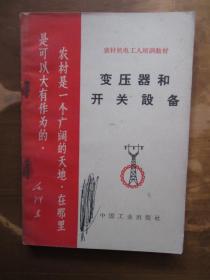 农村是一个广阔的天地，在那里
是可以大有作为的。
毛泽东
农村机电工人培训教材
变压器和
开关設备
中国工业出版社